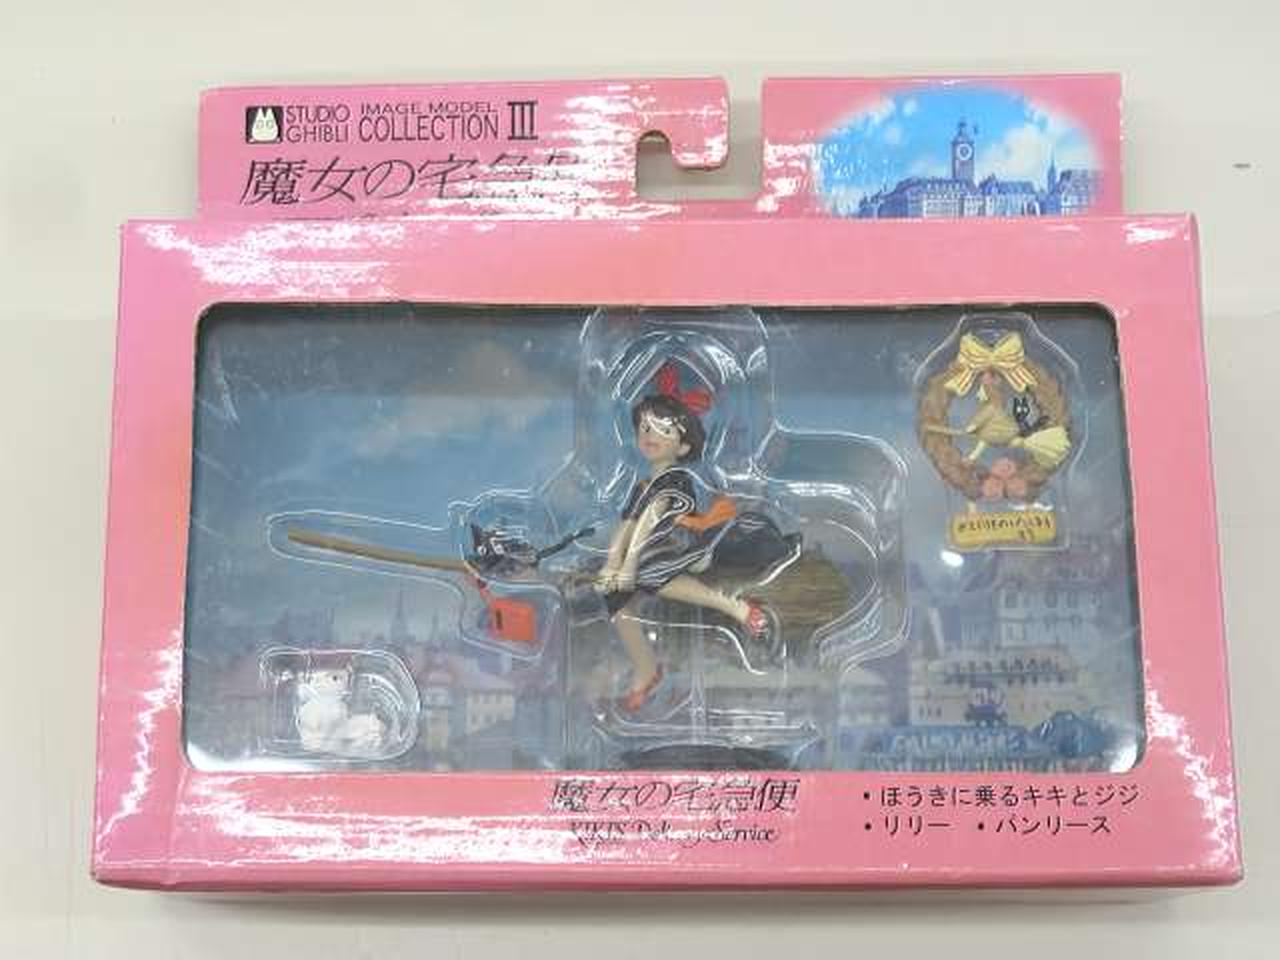 STUDIO GHIBLI
IMAGE MODEL COLLECTION III
魔女の宅急便
魔女の宅急便
KIKI'S Delivery Service
・ほうきに乗るキキとジジ
・リリー ・パンリース